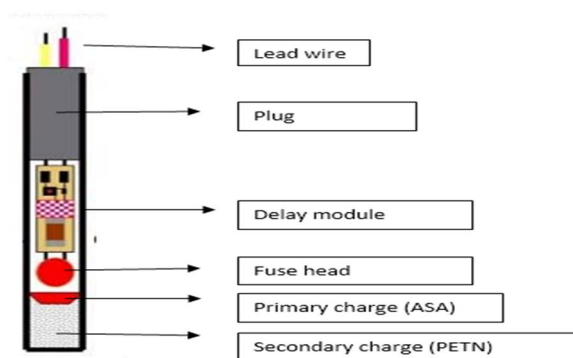 Lead wire
Plug
Delay module
Fuse head
Primary charge (ASA)
Secondary charge (PETN)